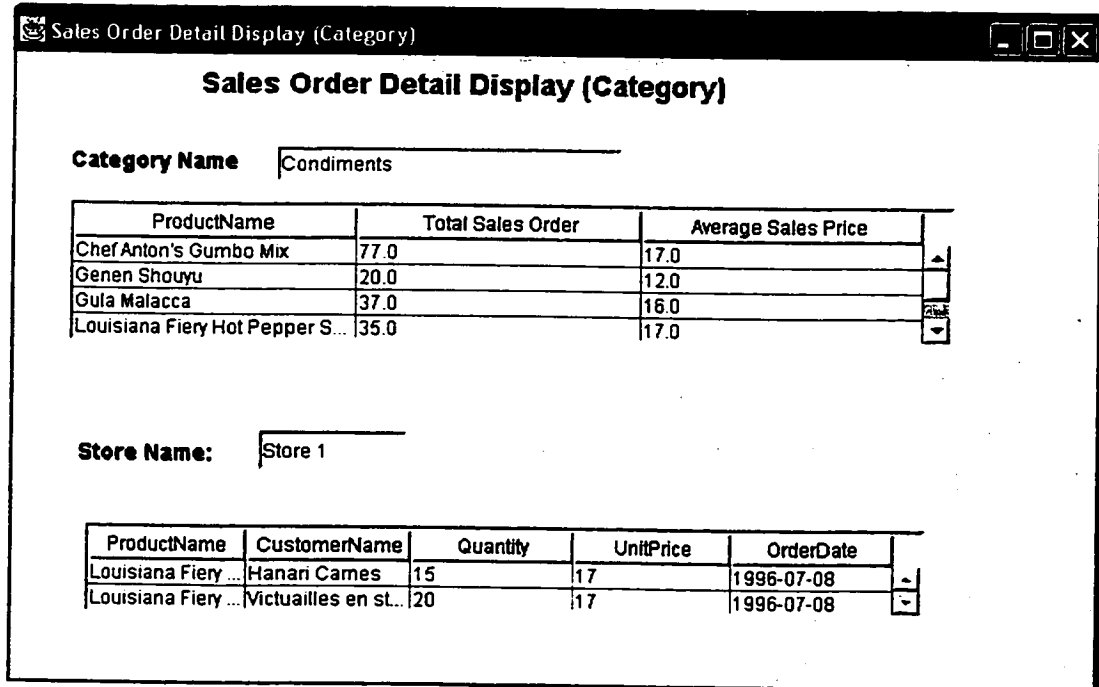 Sales Order Detail Display (Category)
Sales Order Detail Display (Category)
Category Name Condiments
ProductName Total Sales Order Average Sales Price
Chef Anton's Gumbo Mix 77.0 17.0
Genen Shouyu 20.0 12.0
Gula Malacca 37.0 16.0
Louisiana Fiery Hot Pepper S... 35.0 17.0
Store Name: Store 1
ProductName CustomerName Quantity UnitPrice OrderDate
Louisiana Fiery ... Hanari Carnes 15 17 1996-07-08
Louisiana Fiery ... Victuailles en st... 20 17 1996-07-08